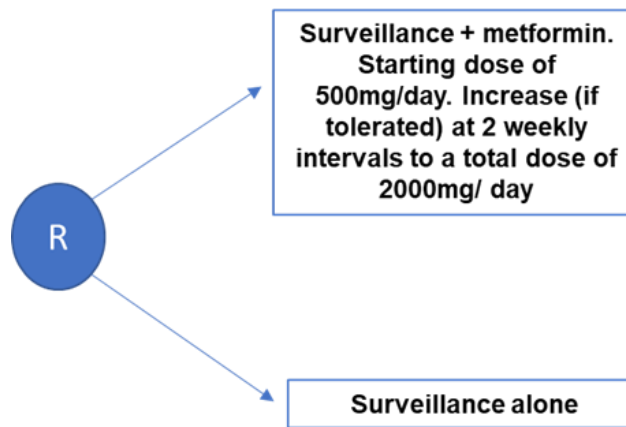 Surveillance + metformin.
Starting dose of
500mg/day. Increase (if
tolerated) at 2 weekly
intervals to a total dose of
2000mg/ day
R
Surveillance alone